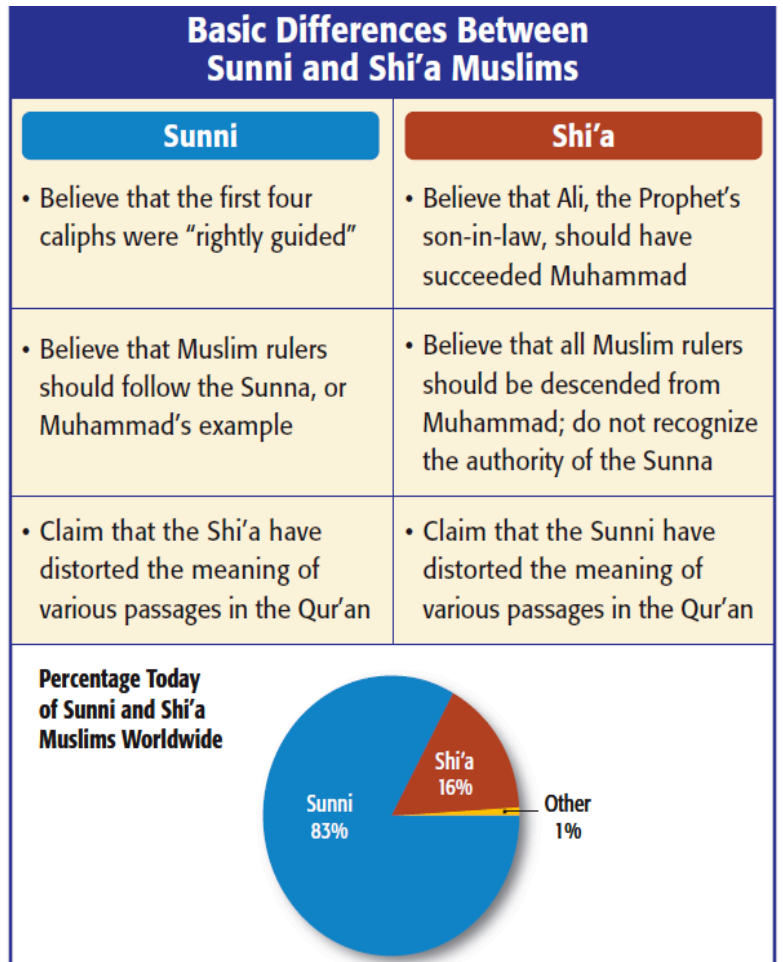 Basic Differences Between
Sunni and Shi’a Muslims
Sunni
• Believe that the first four
caliphs were “rightly guided”
• Believe that Muslim rulers
should follow the Sunna, or
Muhammad’s example
• Claim that the Shi’a have
distorted the meaning of
various passages in the Qur’an
Shi’a
• Believe that Ali, the Prophet’s
son-in-law, should have
succeeded Muhammad
• Believe that all Muslim rulers
should be descended from
Muhammad; do not recognize
the authority of the Sunna
• Claim that the Sunni have
distorted the meaning of
various passages in the Qur’an
Percentage Today
of Sunni and Shi’a
Muslims Worldwide
Shi’a
16%
Sunni
83%
Other
1%